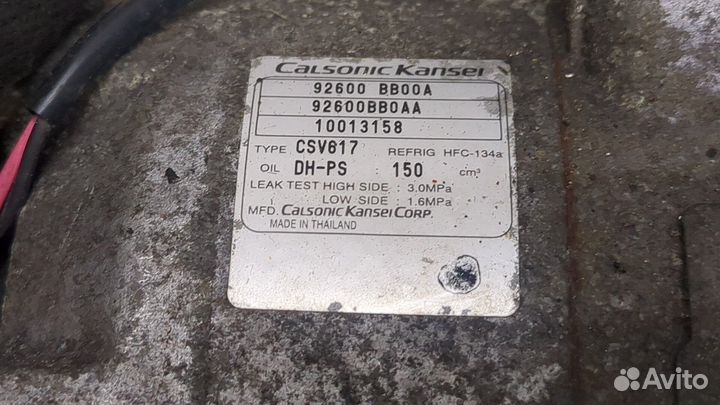 CALSONIC KANSEI
92600 BB00A
92600BB0AA
10013158
TYPE CSV617 REFRIG HFC-134a
OIL DH-PS : 150 cm³
LEAK TEST HIGH SIDE : 3.0MPa
LOW SIDE : 1.6MPa
MFD. CALSONIC KANSEI CORP.
MADE IN THAILAND
Avito